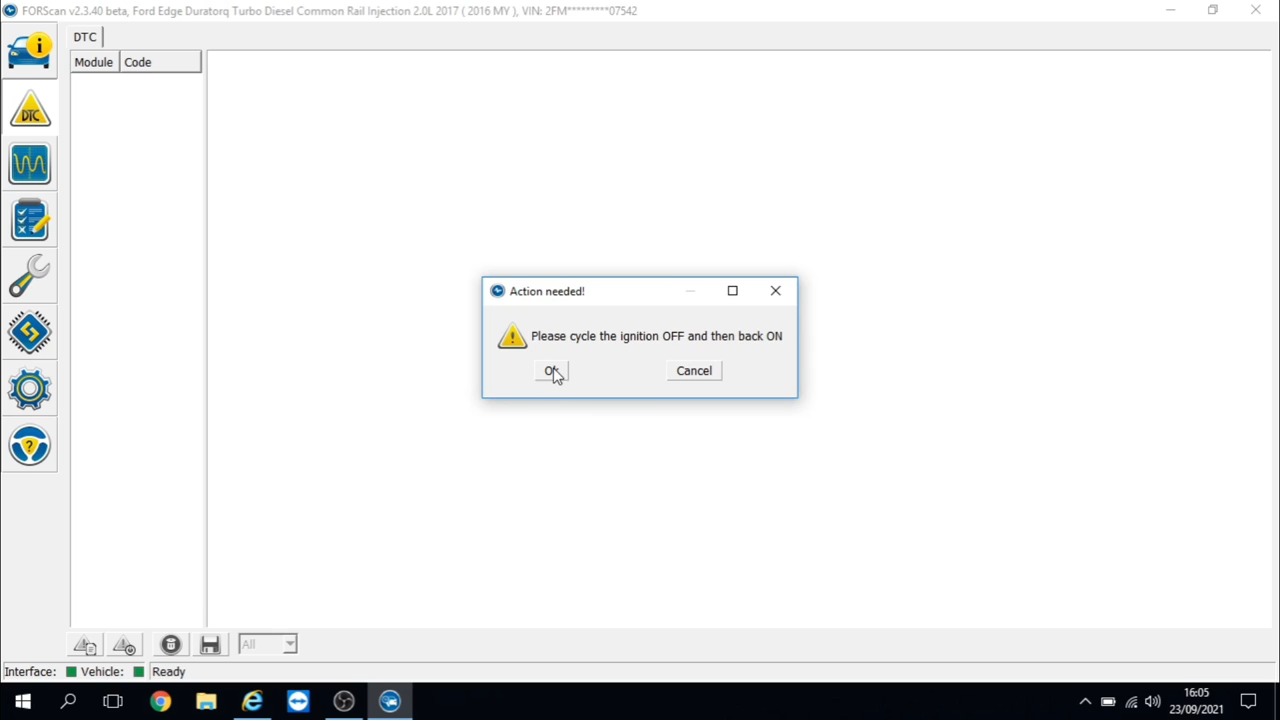 FORScan v2.3.40 beta, Ford Edge Duratorq Turbo Diesel Common Rail Injection 2.0L 2017 ( 2016 MY ), VIN: 2FM*********07542
DTC
Module Code
DTC
Action needed!
Please cycle the ignition OFF and then back ON
Cancel
All
Interface: Vehicle: Ready
16:05
23/09/2021